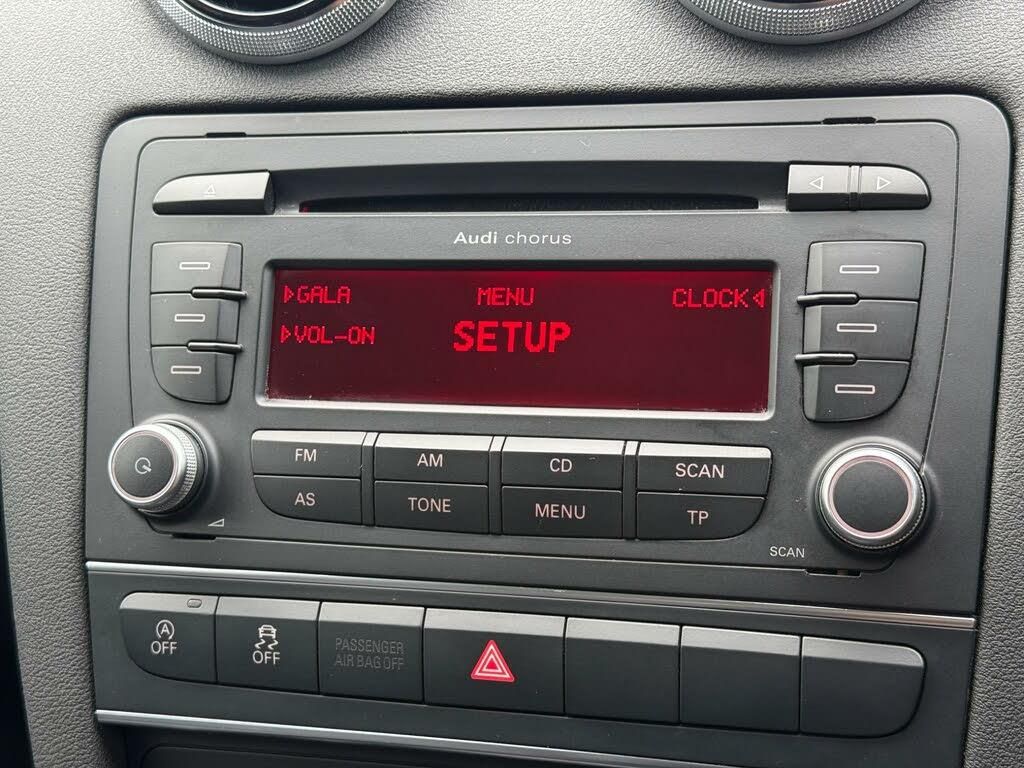 Audi chorus
GALA MENU CLOCK
VOL-ON SETUP
FM AM CD SCAN
AS TONE MENU TP
SCAN
A
OFF OFF PASSENGER
AIR BAG OFF